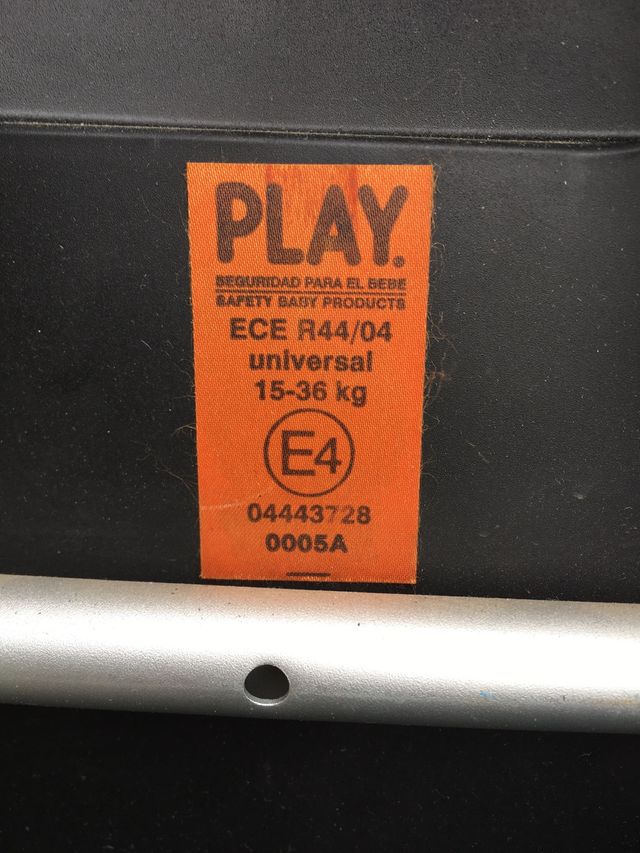 PLAY.
SEGURIDAD PARA EL BEBE
SAFETY BABY PRODUCTS
ECE R44/04
universal
15-36 kg
E4
04443728
0005A